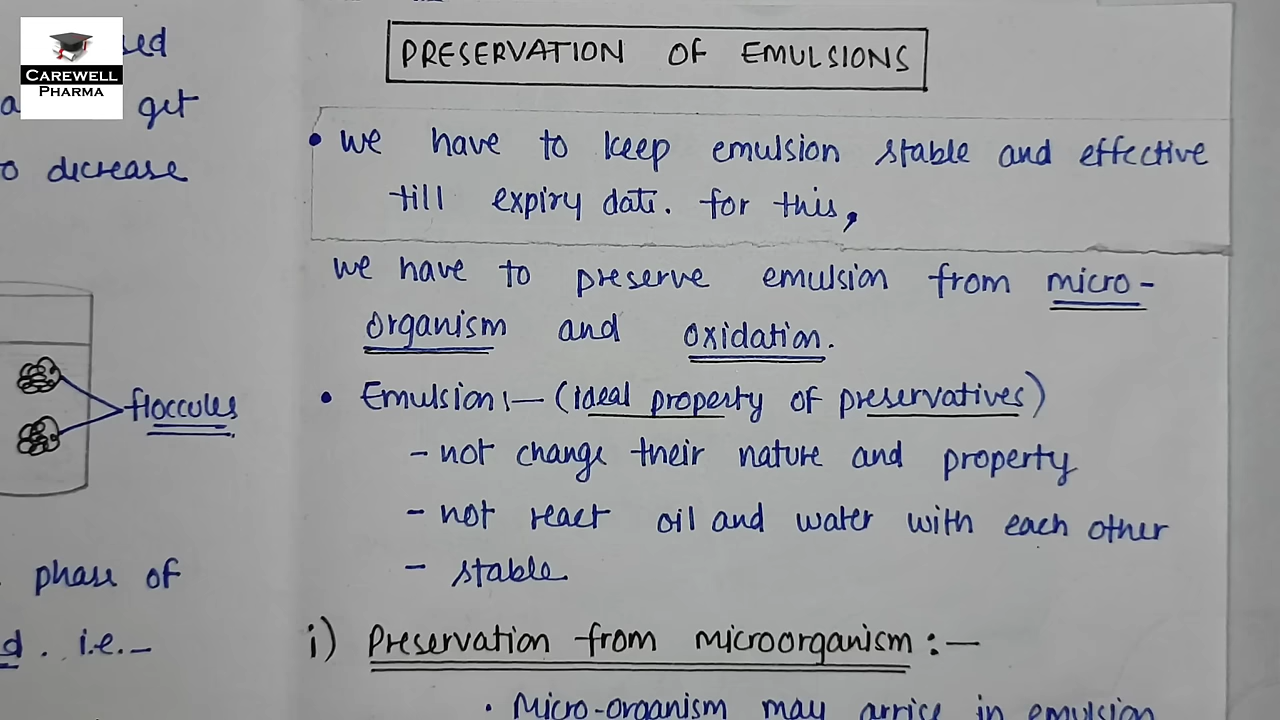 CAREWELL
PHARMA
sed
get
decrease
floccules
phase of
d. i.e.-
PRESERVATION OF EMULSIONS
• we have to keep emulsion stable and effective
till expiry date. for this,
we have to preserve emulsion from micro-
organism and oxidation.
• Emulsion:— (ideal property of preservatives)
- not change their nature and property
- not react oil and water with each other
- stable
i) Preservation from microorganism:—
• Micro-organism may arrice in emulsion